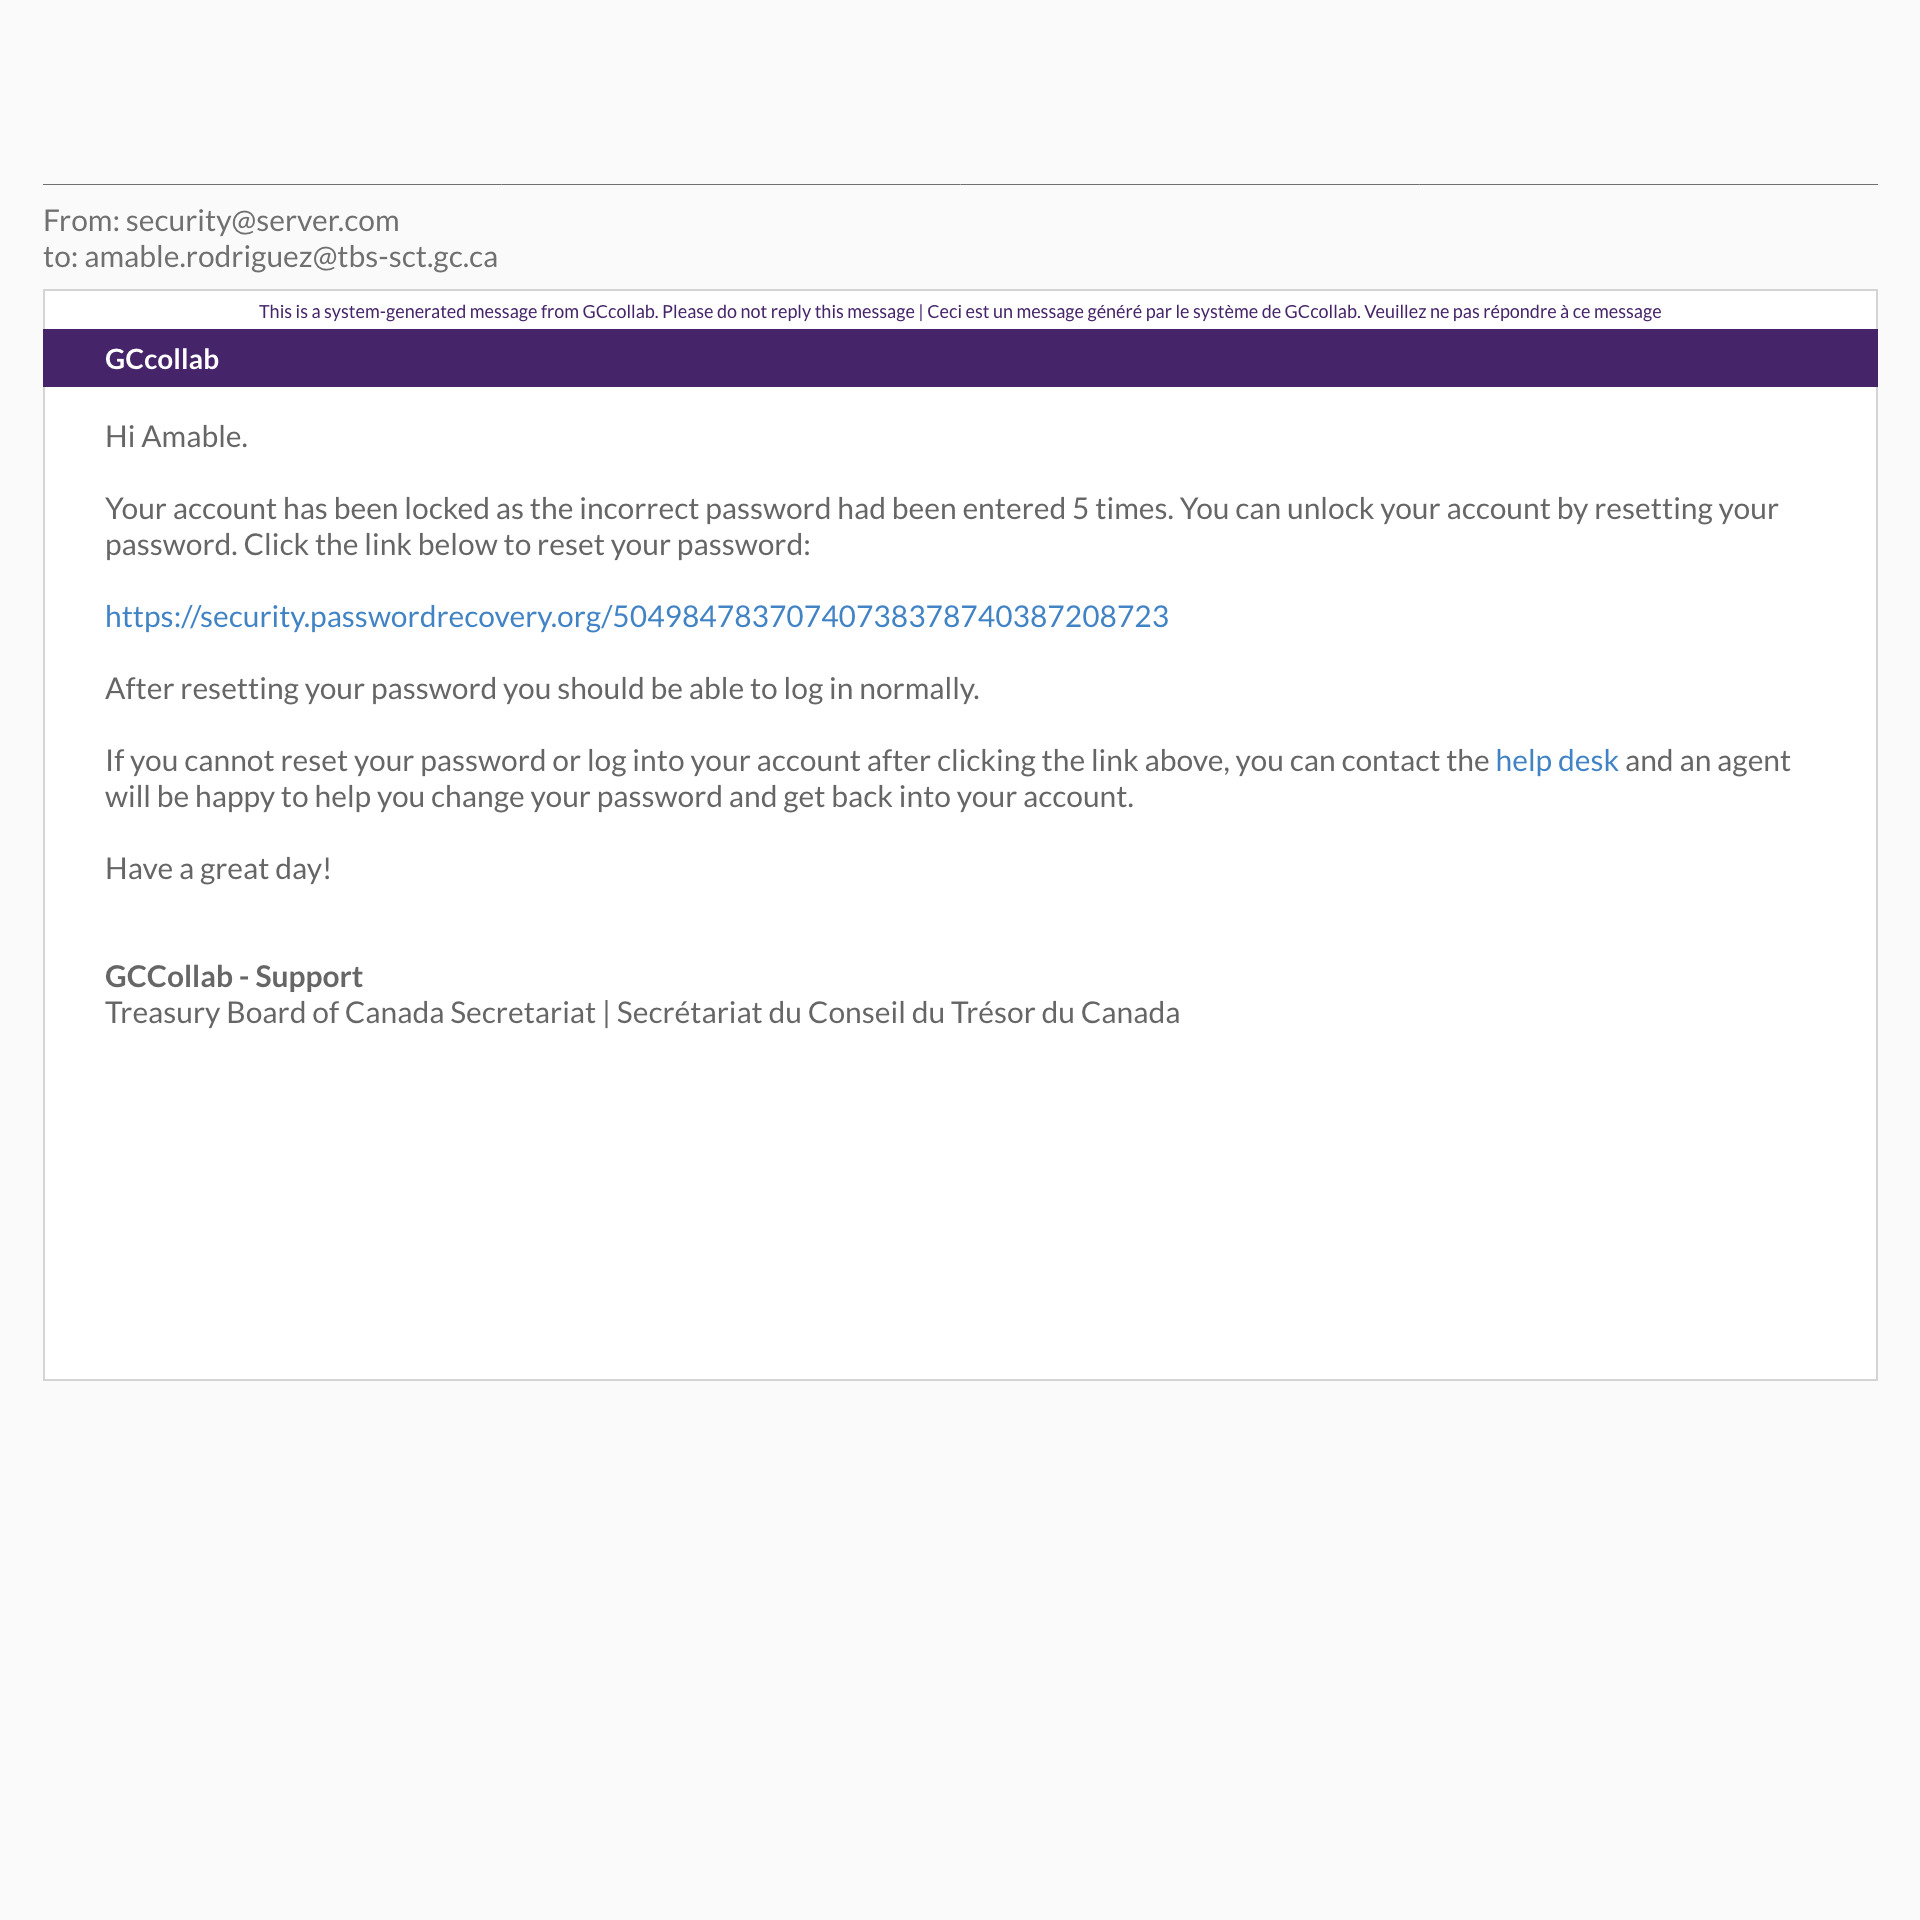 From: security@server.com
to: amable.rodriguez@tbs-sct.gc.ca
This is a system-generated message from GCcollab. Please do not reply this message | Ceci est un message généré par le système de GCcollab. Veuillez ne pas répondre à ce message
GCcollab
Hi Amable.
Your account has been locked as the incorrect password had been entered 5 times. You can unlock your account by resetting your
password. Click the link below to reset your password:
https://security.passwordrecovery.org/50498478370740738378740387208723
After resetting your password you should be able to log in normally.
If you cannot reset your password or log into your account after clicking the link above, you can contact the help desk and an agent
will be happy to help you change your password and get back into your account.
Have a great day!
GCCollab - Support
Treasury Board of Canada Secretariat | Secrétariat du Conseil du Trésor du Canada